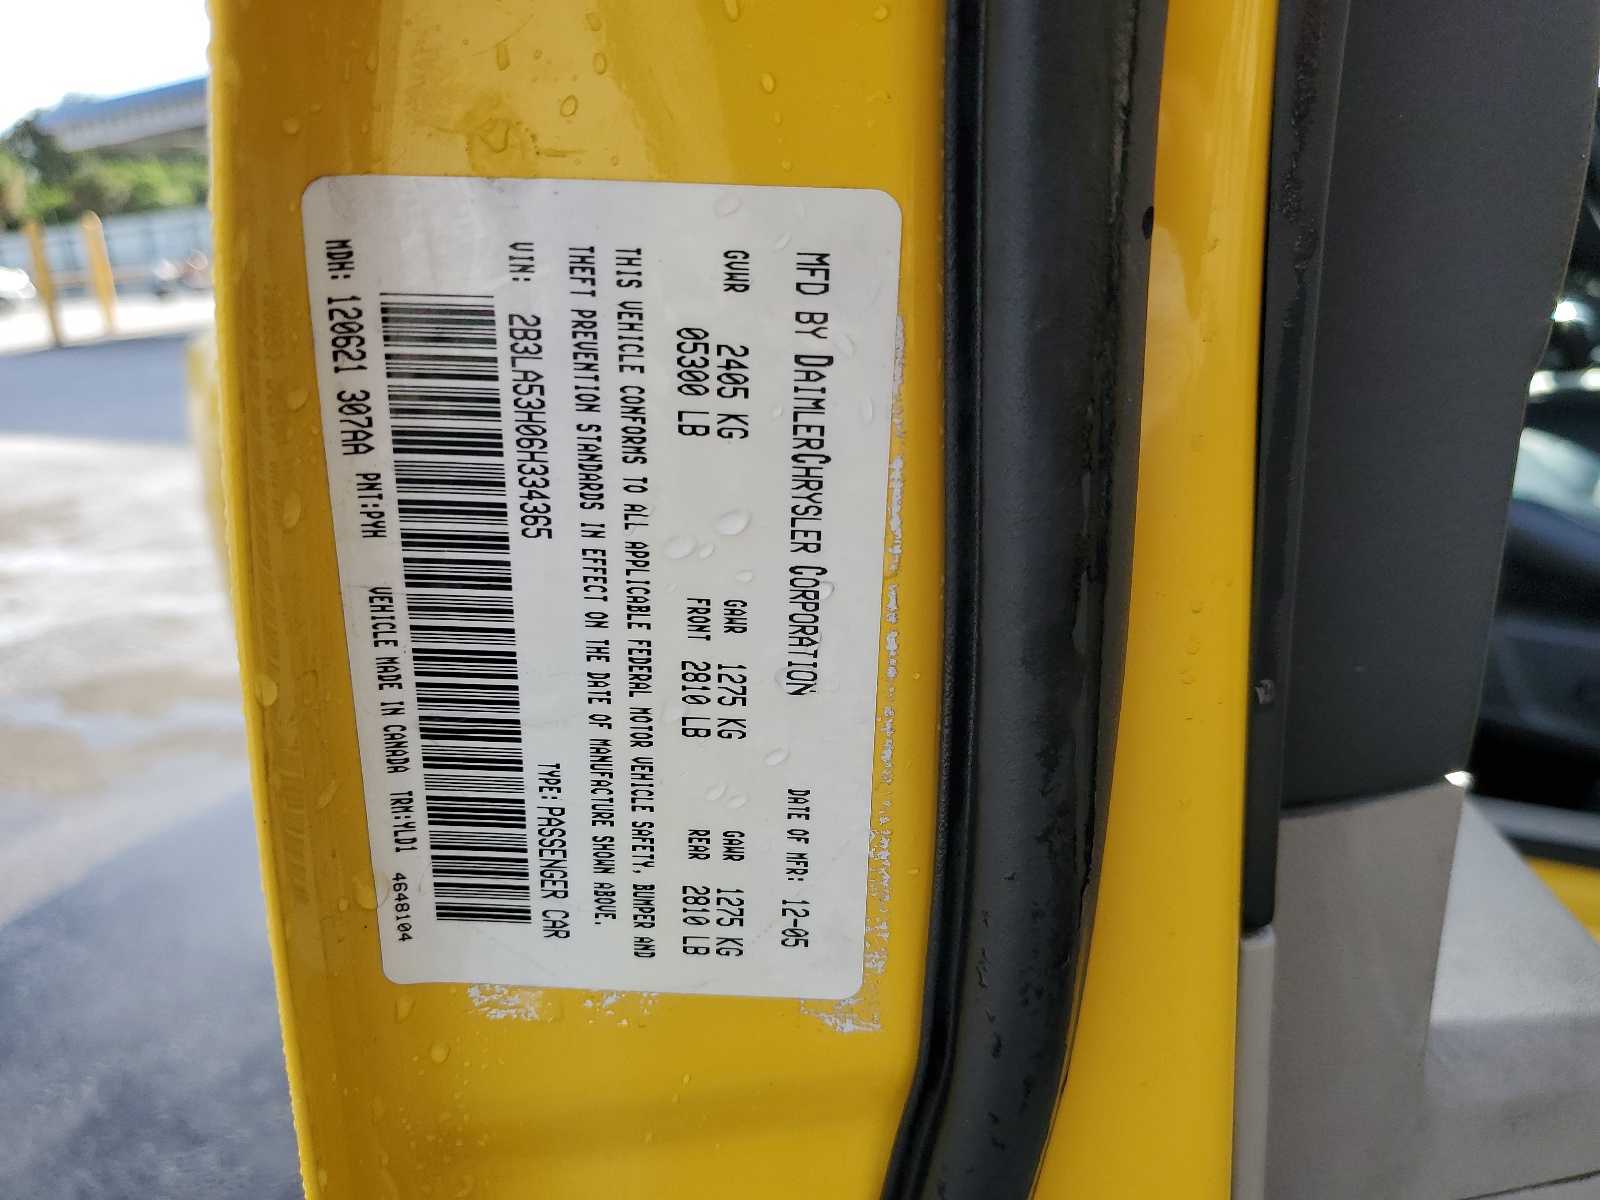 MFD BY DAIMLERCHRYSLER CORPORATION DATE OF MFR: 12-05
GVWR 2405 KG GAWR 1275 KG GAWR 1275 KG
05300 LB FRONT 2810 LB REAR 2810 LB
THIS VEHICLE CONFORMS TO ALL APPLICABLE FEDERAL MOTOR VEHICLE SAFETY, BUMPER AND
THEFT PREVENTION STANDARDS IN EFFECT ON THE DATE OF MANUFACTURE SHOWN ABOVE.
VIN: 2B3LA53H06H334365 TYPE: PASSENGER CAR
MDH: 120621 307AA PNT:PYH VEHICLE MADE IN CANADA TRM:YLD1 4648104